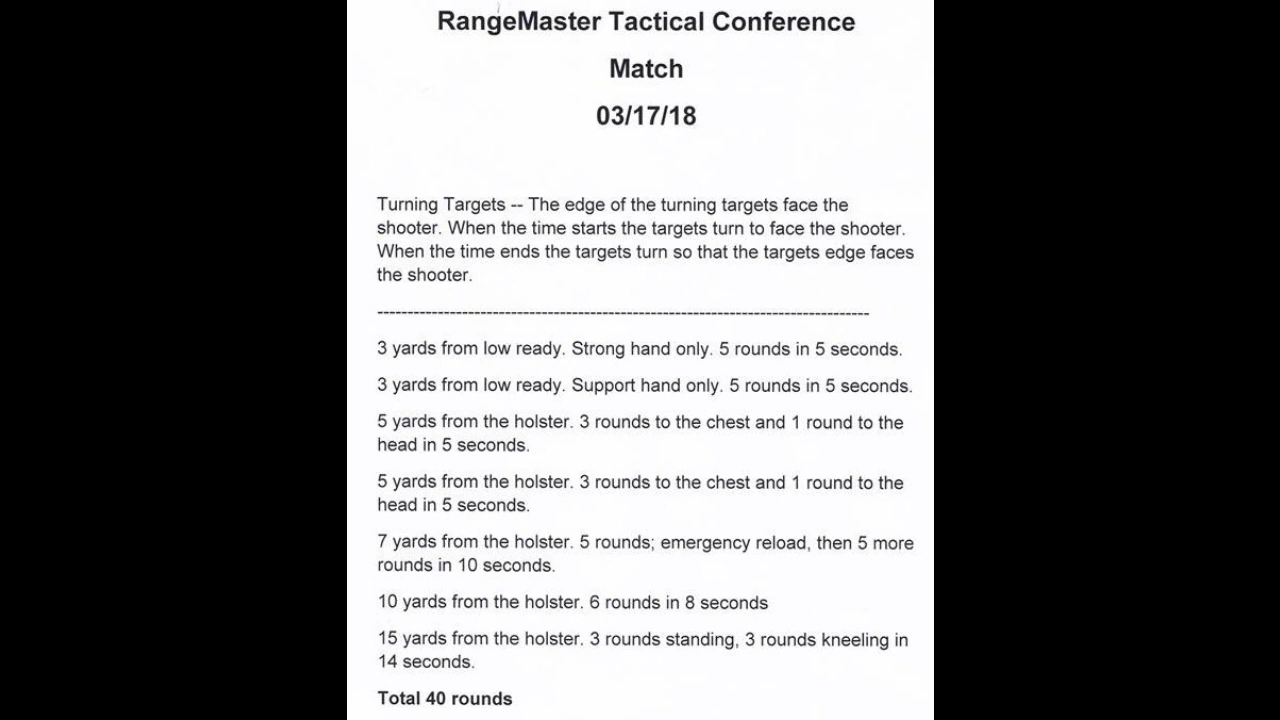 RangeMaster Tactical Conference
Match
03/17/18
Turning Targets -- The edge of the turning targets face the
shooter. When the time starts the targets turn to face the shooter.
When the time ends the targets turn so that the targets edge faces
the shooter.
----------------------------------------------------------------------------------
3 yards from low ready. Strong hand only. 5 rounds in 5 seconds.
3 yards from low ready. Support hand only. 5 rounds in 5 seconds.
5 yards from the holster. 3 rounds to the chest and 1 round to the
head in 5 seconds.
5 yards from the holster. 3 rounds to the chest and 1 round to the
head in 5 seconds.
7 yards from the holster. 5 rounds; emergency reload, then 5 more
rounds in 10 seconds.
10 yards from the holster. 6 rounds in 8 seconds
15 yards from the holster. 3 rounds standing, 3 rounds kneeling in
14 seconds.
Total 40 rounds